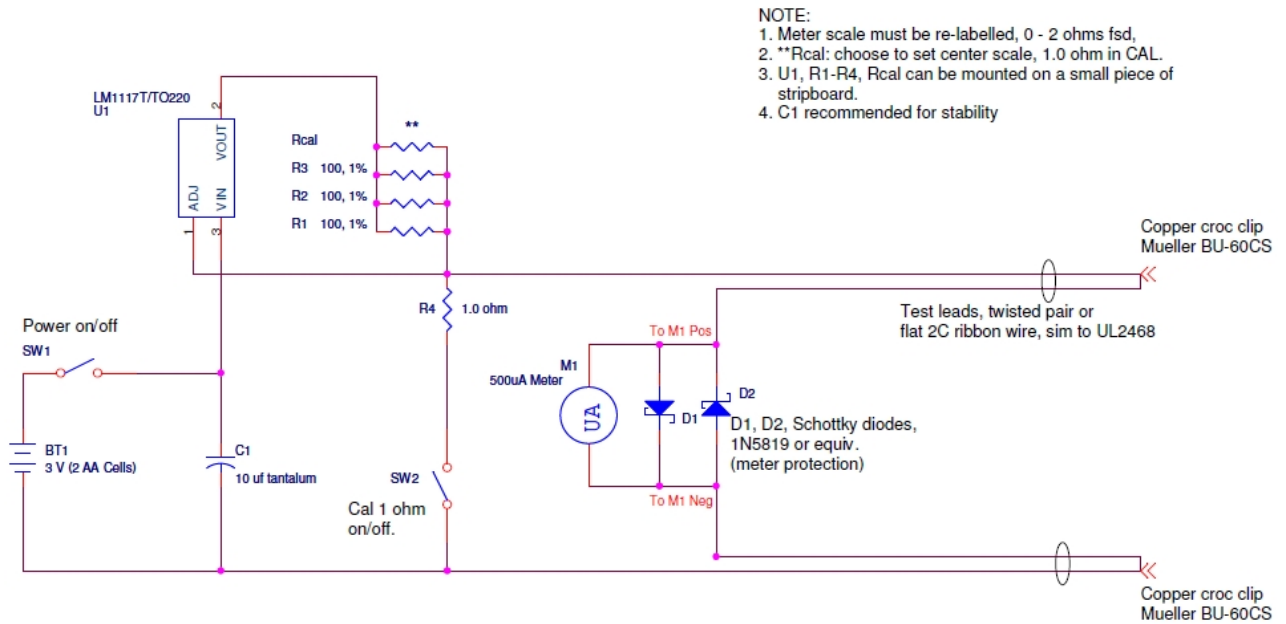 NOTE:
1. Meter scale must be re-labelled, 0 - 2 ohms fsd,
2. **Rcal: choose to set center scale, 1.0 ohm in CAL.
3. U1, R1-R4, Rcal can be mounted on a small piece of
stripboard.
4. C1 recommended for stability
LM1117T/TO220
U1
2
VOUT
ADJ
VIN
1
3
**
Rcal
R3 100, 1%
R2 100, 1%
R1 100, 1%
Copper croc clip
Mueller BU-60CS
R4 1.0 ohm
Test leads, twisted pair or
flat 2C ribbon wire, sim to UL2468
Power on/off
SW1
To M1 Pos
M1
500uA Meter
UA
D1
D2
D1, D2, Schottky diodes,
1N5819 or equiv.
(meter protection)
BT1
3 V (2 AA Cells)
C1
10 uf tantalum
SW2
Cal 1 ohm
on/off.
To M1 Neg
Copper croc clip
Mueller BU-60CS